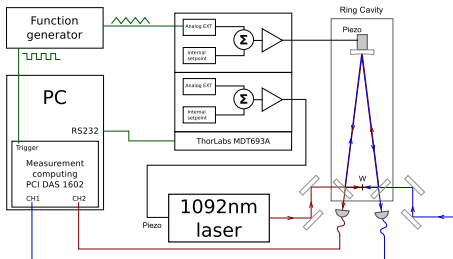 Function
generator
Analog EXT
Internal
setpoint
Σ
Analog EXT
Internal
setpoint
Σ
ThorLabs MDT693A
Ring Cavity
Piezo
PC
RS232
Trigger
Measurement
computing
PCI DAS 1602
CH1
CH2
Piezo
1092nm
laser
W